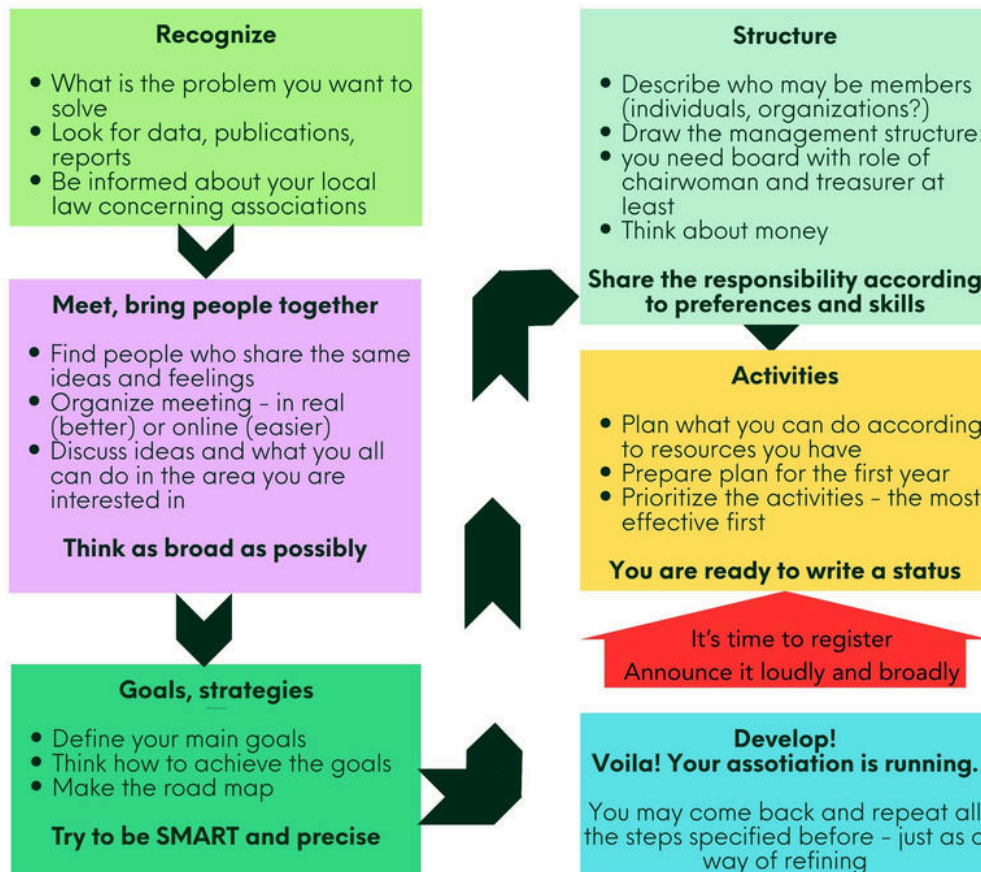 Recognize
• What is the problem you want to
solve
• Look for data, publications,
reports
• Be informed about your local
law concerning associations
Meet, bring people together
• Find people who share the same
ideas and feelings
• Organize meeting - in real
(better) or online (easier)
• Discuss ideas and what you all
can do in the area you are
interested in
Think as broad as possibly
Goals, strategies
• Define your main goals
• Think how to achieve the goals
• Make the road map
Try to be SMART and precise
Structure
• Describe who may be members
(individuals, organizations?)
• Draw the management structure:
• you need board with role of
chairwoman and treasurer at
least
• Think about money
Share the responsibility according
to preferences and skills
Activities
• Plan what you can do according
to resources you have
• Prepare plan for the first year
• Prioritize the activities - the most
effective first
You are ready to write a status
It's time to register
Announce it loudly and broadly
Develop!
Voila! Your assotiation is running.
You may come back and repeat all
the steps specified before - just as a
way of refining